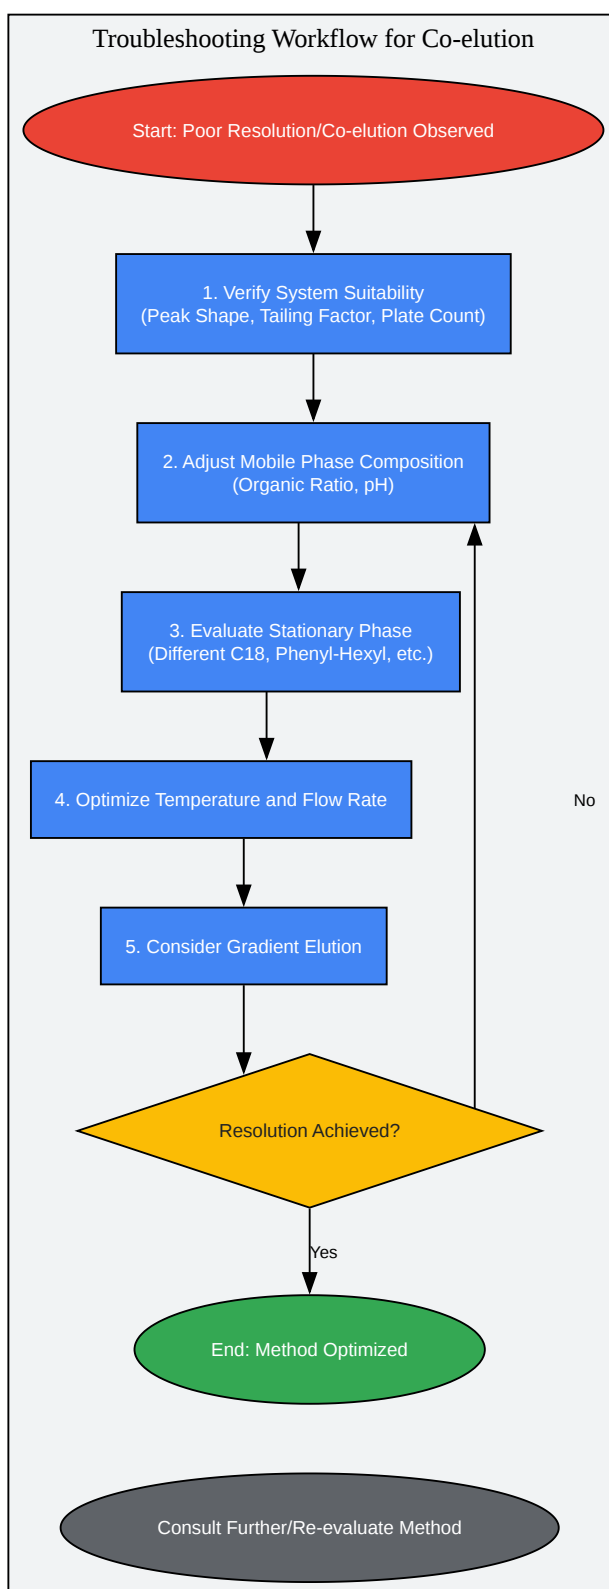 Troubleshooting Workflow for Co-elution
Start: Poor Resolution/Co-elution Observed
1. Verify System Suitability
(Peak Shape, Tailing Factor, Plate Count)
2. Adjust Mobile Phase Composition
(Organic Ratio, pH)
3. Evaluate Stationary Phase
(Different C18, Phenyl-Hexyl, etc.)
4. Optimize Temperature and Flow Rate
No
5. Consider Gradient Elution
Resolution Achieved?
Yes
End: Method Optimized
Consult Further/Re-evaluate Method